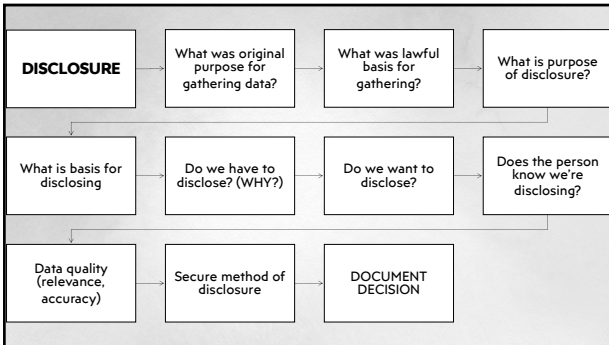 DISCLOSURE
What was original
purpose for
gathering data?
What was lawful
basis for
gathering?
What is purpose
of disclosure?
What is basis for
disclosing
Do we have to
disclose? (WHY?)
Do we want to
disclose?
Does the person
know we're
disclosing?
Data quality
(relevance,
accuracy)
Secure method of
disclosure
DOCUMENT
DECISION